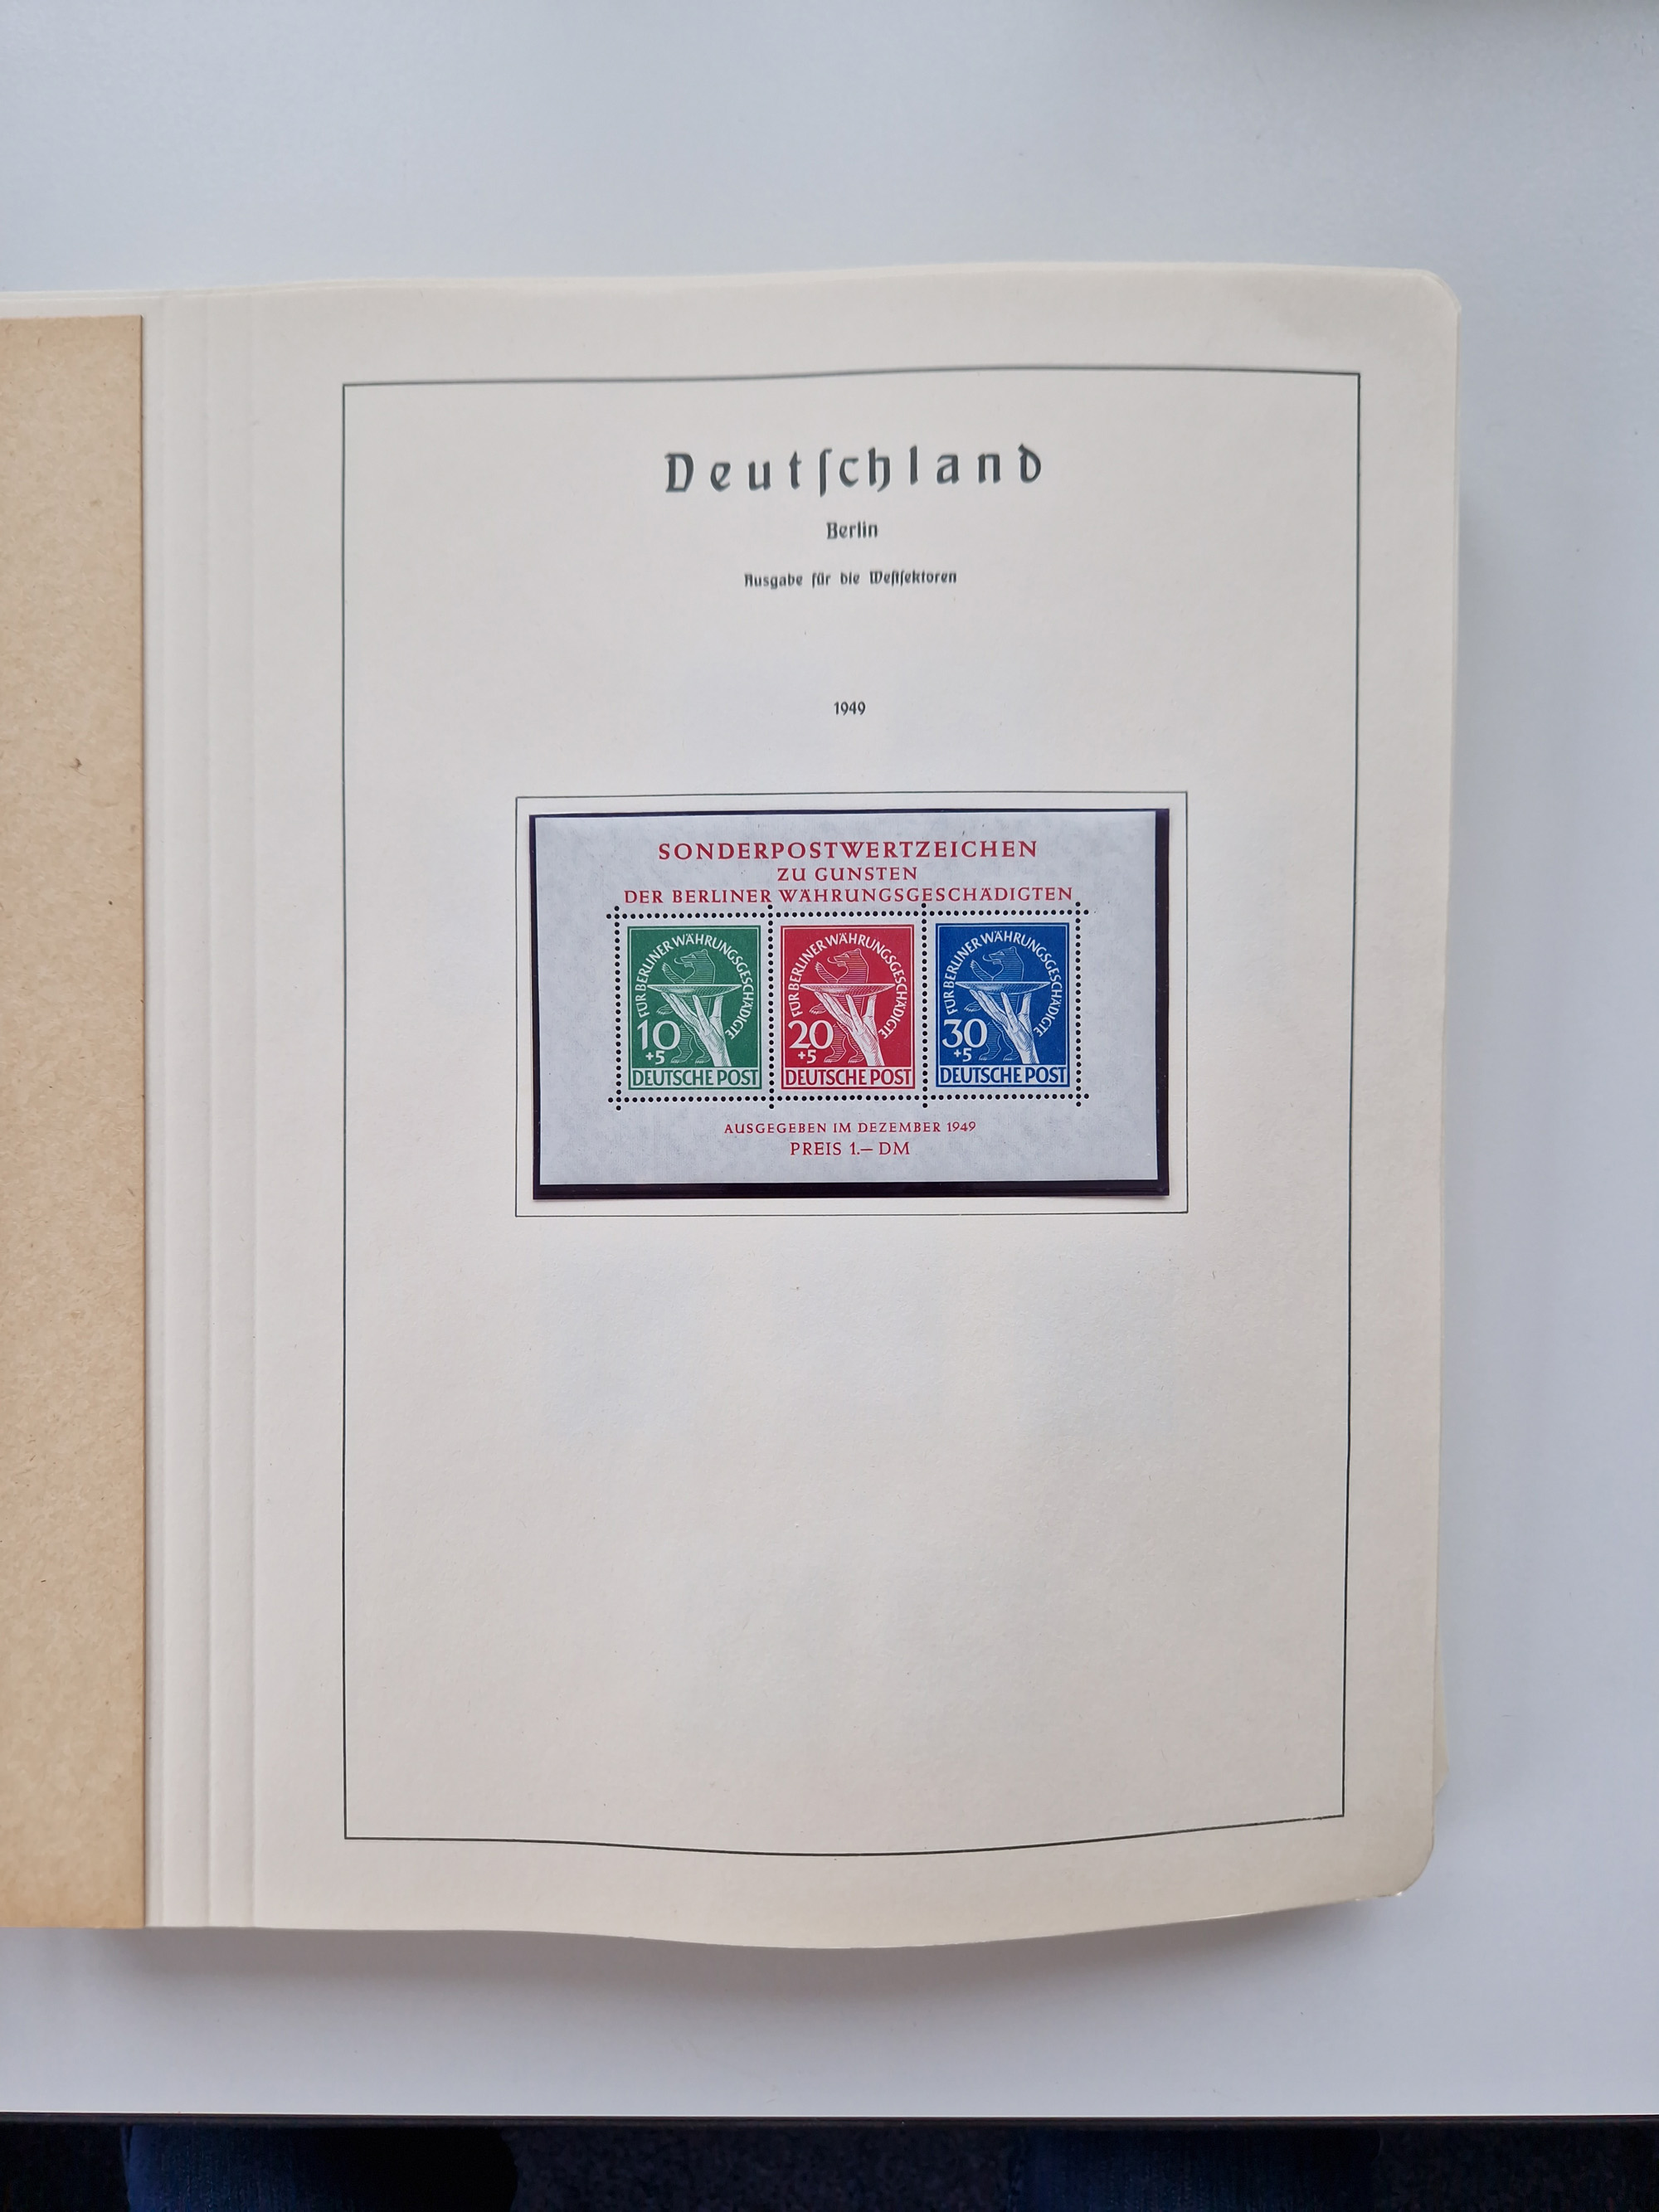 Deutſchland
Berlin
Ausgabe für die Weſtſektoren
1949
SONDERPOSTWERTZEICHEN
ZU GUNSTEN
DER BERLINER WÄHRUNGSGESCHÄDIGTEN
FÜR BERLINER WÄHRUNGSGESCHÄDIGTE
10
+5
DEUTSCHE POST
FÜR BERLINER WÄHRUNGSGESCHÄDIGTE
20
+5
DEUTSCHE POST
FÜR BERLINER WÄHRUNGSGESCHÄDIGTE
30
+5
DEUTSCHE POST
AUSGEGEBEN IM DEZEMBER 1949
PREIS 1.— DM